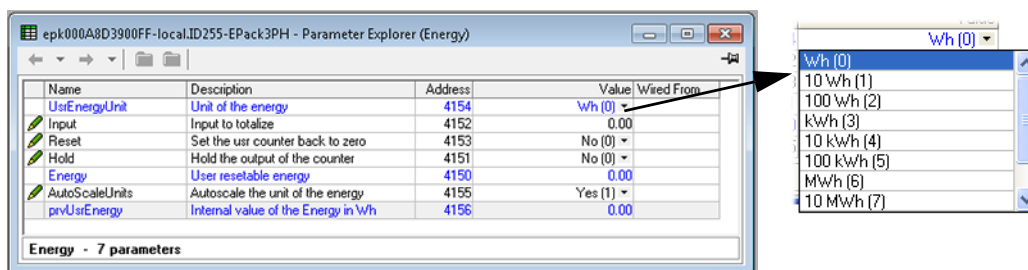 epk000A8D3900FF-local.ID255-EPack3PH - Parameter Explorer (Energy)
Name Description Address Value Wired From
UsrEnergyUnit Unit of the energy 4154 Wh (0)
Input Input to totalize 4152 0.00
Reset Set the usr counter back to zero 4153 No (0)
Hold Hold the output of the counter 4151 No (0)
Energy User resetable energy 4150 0.00
AutoScaleUnits Autoscale the unit of the energy 4155 Yes (1)
prvUsrEnergy Internal value of the Energy in Wh 4156 0.00
Energy - 7 parameters
Wh (0)
Wh (0)
10 Wh (1)
100 Wh (2)
kWh (3)
10 kWh (4)
100 kWh (5)
MWh (6)
10 MWh (7)